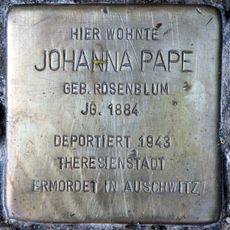 HIER WOHNTE
JOHANNA PAPE
GEB. ROSENBLUM
JG. 1884
DEPORTIERT 1943
THERESIENSTADT
ERMORDET IN AUSCHWITZ